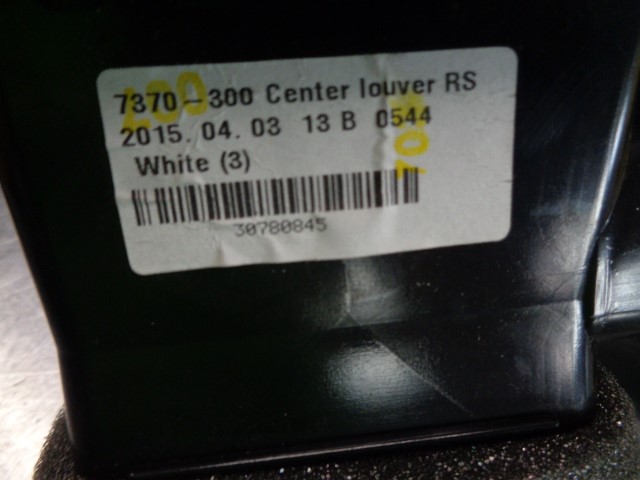 7370-300 Center louver RS
2015. 04. 03 13 B 0544
White (3)
30780845